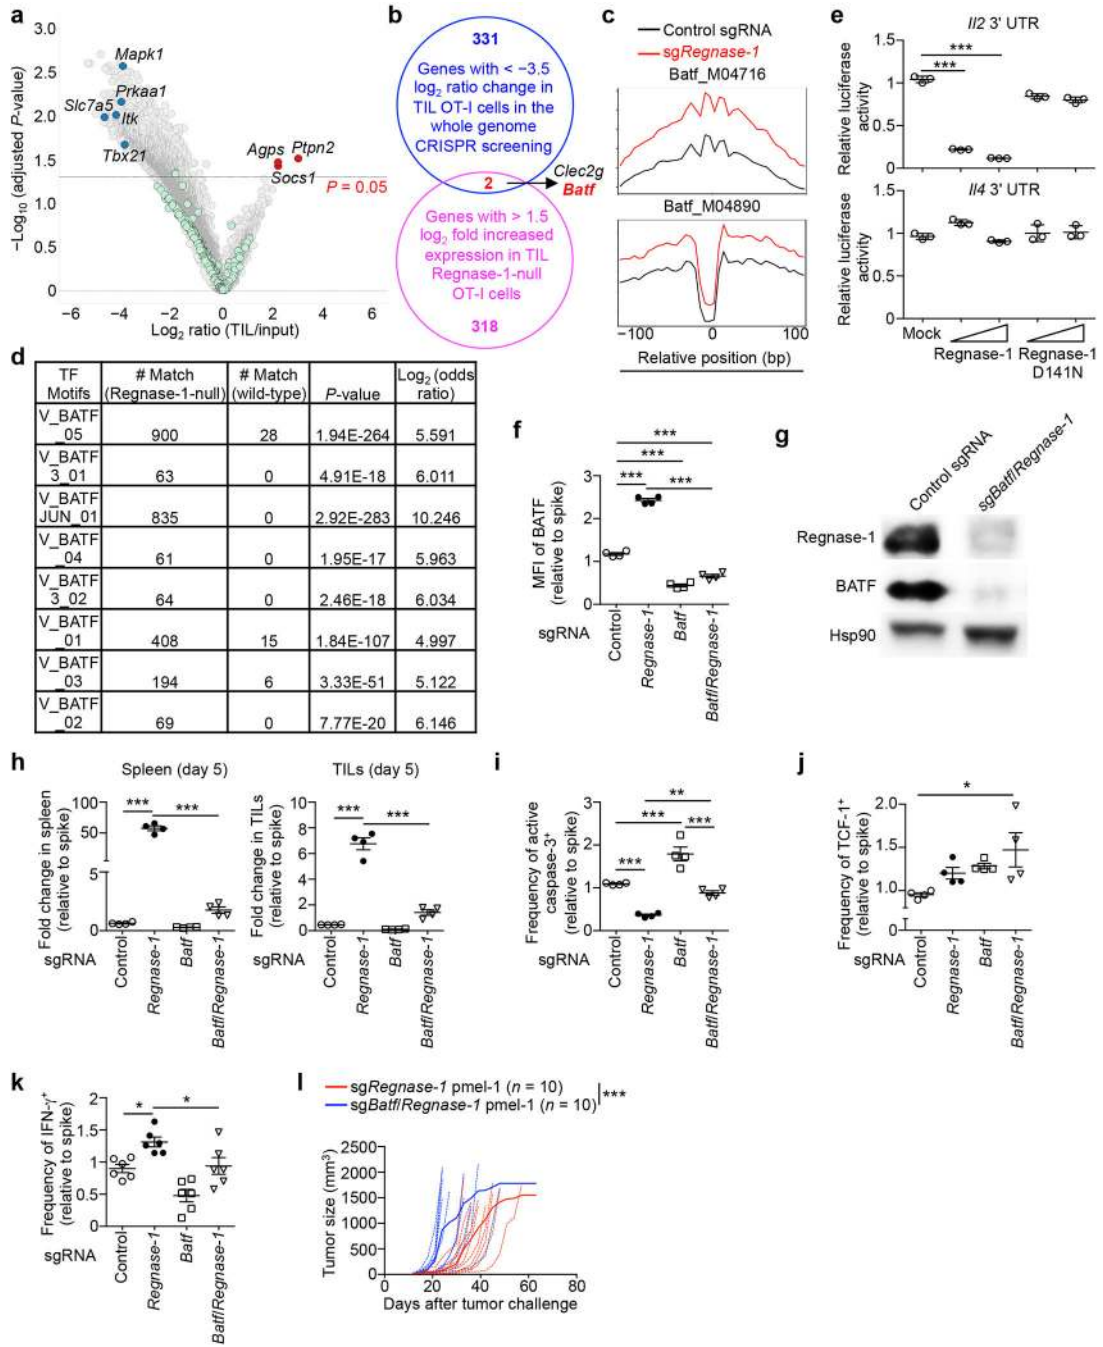 a
3.0
2.5
2.0
1.5
1.0
0.5
0
−Log10 (adjusted P-value)
Mapk1
Prkaa1
Slc7a5
Itk
Tbx21
Agps
Ptpn2
Socs1
P = 0.05
−6
−4
−2
0
2
4
6
Log2 ratio (TIL/input)
b
331
Genes with < −3.5
log2 ratio change in
TIL OT-I cells in the
whole genome
CRISPR screening
2
Clec2g
Batf
Genes with > 1.5
log2 fold increased
expression in TIL
Regnase-1-null
OT-I cells
318
c
Control sgRNA
sgRegnase-1
Batf_M04716
Batf_M04890
−100
0
100
Relative position (bp)
e
Il2 3' UTR
Relative luciferase
activity
1.5
1.0
0.5
0
***
***
Il4 3' UTR
Relative luciferase
activity
1.5
1
0.5
0
Mock
Regnase-1
Regnase-1
D141N
d
TF
Motifs
# Match
(Regnase-1-null)
# Match
(wild-type)
P-value
Log2 (odds
ratio)
V_BATF
_05
900
28
1.94E-264
5.591
V_BATF
3_01
63
0
4.91E-18
6.011
V_BATF
JUN_01
835
0
2.92E-283
10.246
V_BATF
_04
61
0
1.95E-17
5.963
V_BATF
3_02
64
0
2.46E-18
6.034
V_BATF
_01
408
15
1.84E-107
4.997
V_BATF
_03
194
6
3.33E-51
5.122
V_BATF
_02
69
0
7.77E-20
6.146
f
MFI of BATF
(relative to spike)
3
2
1
0
***
***
***
***
sgRNA
Control
Regnase-1
Batf
Batf/Regnase-1
g
Control sgRNA
sgBatf/Regnase-1
Regnase-1
BATF
Hsp90
h
Spleen (day 5)
Fold change in spleen
(relative to spike)
100
50
5
0
***
***
sgRNA
Control
Regnase-1
Batf
Batf/Regnase-1
TILs (day 5)
Fold change in TILs
(relative to spike)
10
8
6
4
2
0
***
***
sgRNA
Control
Regnase-1
Batf
Batf/Regnase-1
i
Frequency of active
caspase-3+
(relative to spike)
3
2
1
0
**
***
***
***
sgRNA
Control
Regnase-1
Batf
Batf/Regnase-1
j
Frequency of TCF-1+
(relative to spike)
2.0
1.5
1.0
0
*
sgRNA
Control
Regnase-1
Batf
Batf/Regnase-1
k
Frequency of IFN-γ+
(relative to spike)
2
1.5
1
0.5
0
*
*
sgRNA
Control
Regnase-1
Batf
Batf/Regnase-1
l
sgRegnase-1 pmel-1 (n = 10)
sgBatf/Regnase-1 pmel-1 (n = 10)
***
Tumor size (mm3)
2500
2000
1500
1000
500
0
0
20
40
60
80
Days after tumor challenge